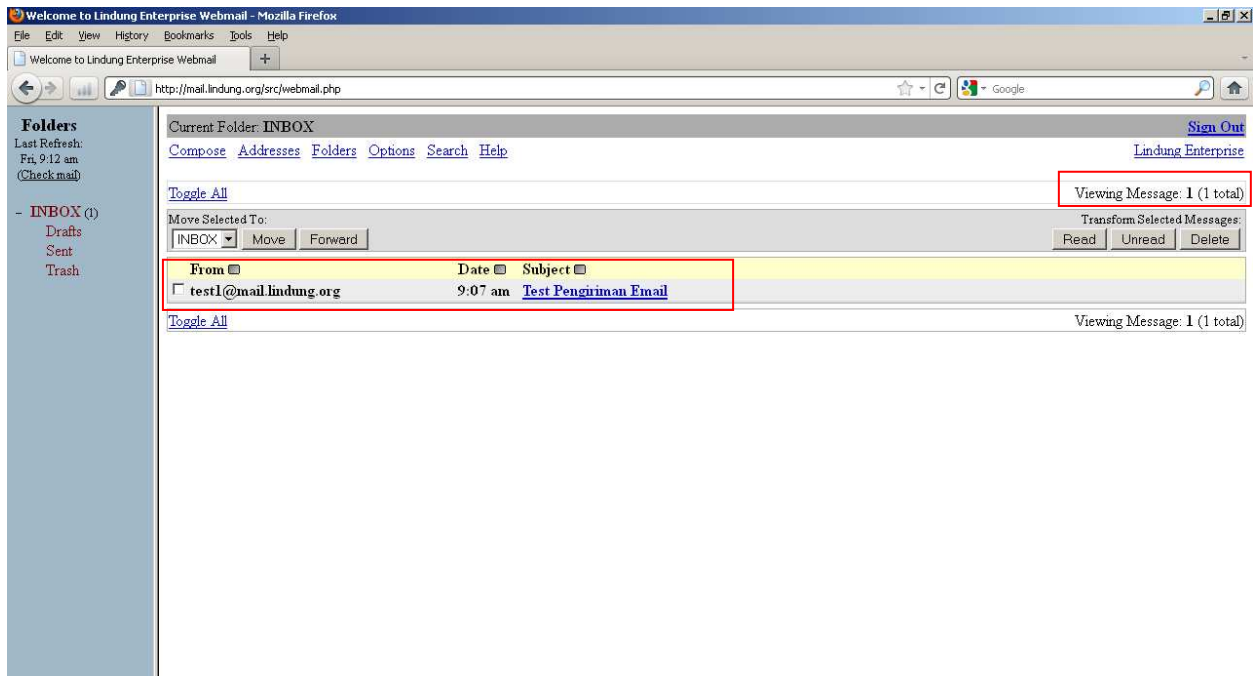 Welcome to Lindung Enterprise Webmail - Mozilla Firefox
File Edit View History Bookmarks Tools Help
Welcome to Lindung Enterprise Webmail +
http://mail.lindung.org/src/webmail.php Google
Folders
Last Refresh:
Fri, 9:12 am
(Check mail)
- INBOX (1)
Drafts
Sent
Trash
Current Folder: INBOX Sign Out
Compose Addresses Folders Options Search Help Lindung Enterprise
Toggle All Viewing Message: 1 (1 total)
Move Selected To: Transform Selected Messages:
INBOX Move Forward Read Unread Delete
From Date Subject
test1@mail.lindung.org 9:07 am Test Pengiriman Email
Toggle All Viewing Message: 1 (1 total)